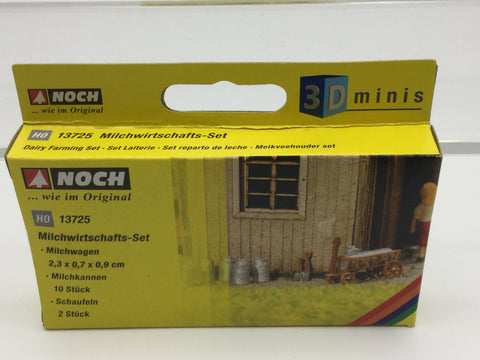 NOCH
... wie im Original
3D minis
H0 13725 Milchwirtschafts-Set
Dairy Farming Set • Set Laiterie • Set reparto de leche • Melkveehouder set
NOCH
... wie im Original
H0 13725
Milchwirtschafts-Set
• Milchwagen
2,3 x 0,7 x 0,9 cm
• Milchkannen
10 Stück
• Schaufeln
2 Stück